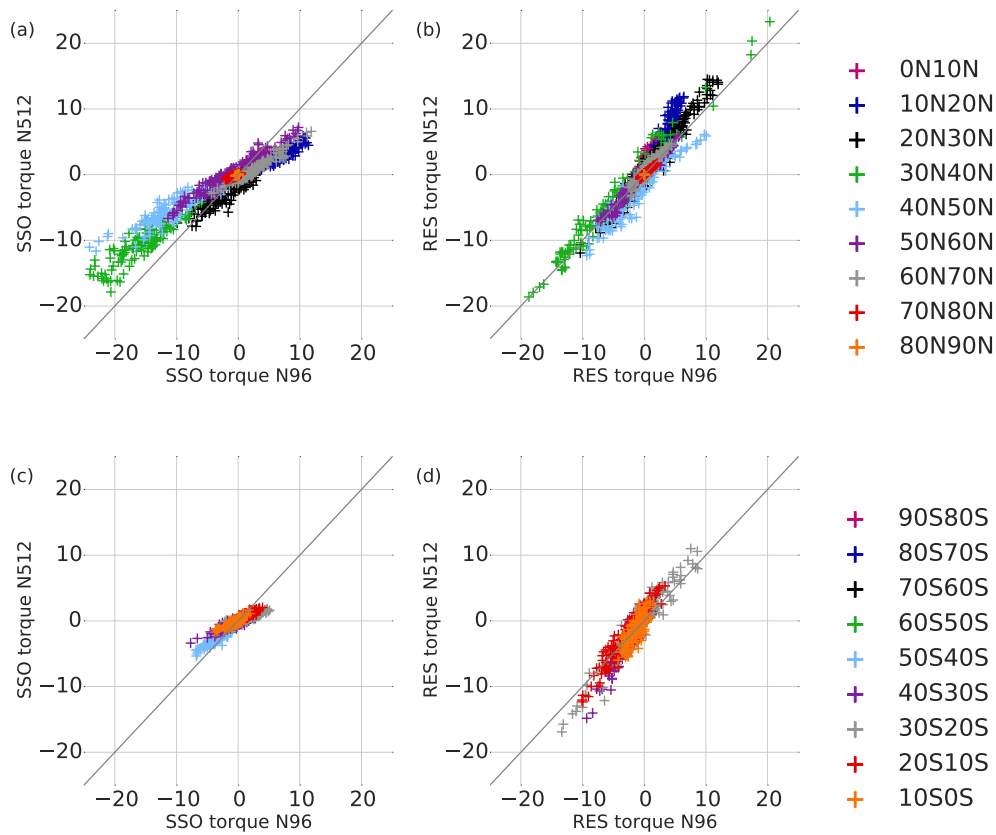 (a)
20
10
0
−10
−20
SSO torque N512
−20 −10 0 10 20
SSO torque N96
(b)
20
10
0
−10
−20
RES torque N512
−20 −10 0 10 20
RES torque N96
0N10N
10N20N
20N30N
30N40N
40N50N
50N60N
60N70N
70N80N
80N90N
(c)
20
10
0
−10
−20
SSO torque N512
−20 −10 0 10 20
SSO torque N96
(d)
20
10
0
−10
−20
RES torque N512
−20 −10 0 10 20
RES torque N96
90S80S
80S70S
70S60S
60S50S
50S40S
40S30S
30S20S
20S10S
10S0S